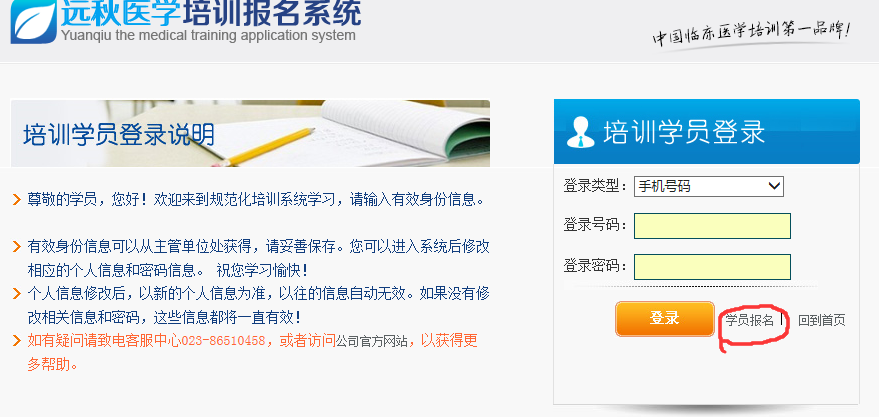 远秋医学培训报名系统
Yuanqiu the medical training application system
中国临床医学培训第一品牌!
培训学员登录说明
尊敬的学员，您好！欢迎来到规范化培训系统学习，请输入有效身份信息。
有效身份信息可以从主管单位处获得，请妥善保存。您可以进入系统后修改
相应的个人信息和密码信息。 祝您学习愉快！
个人信息修改后，以新的个人信息为准，以往的信息自动无效。如果没有修
改相关信息和密码，这些信息都将一直有效！
如有疑问请致电客服中心023-86510458，或者访问公司官方网站，以获得更
多帮助。
培训学员登录
登录类型： 手机号码
登录号码：
登录密码：
登录 学员报名 | 回到首页